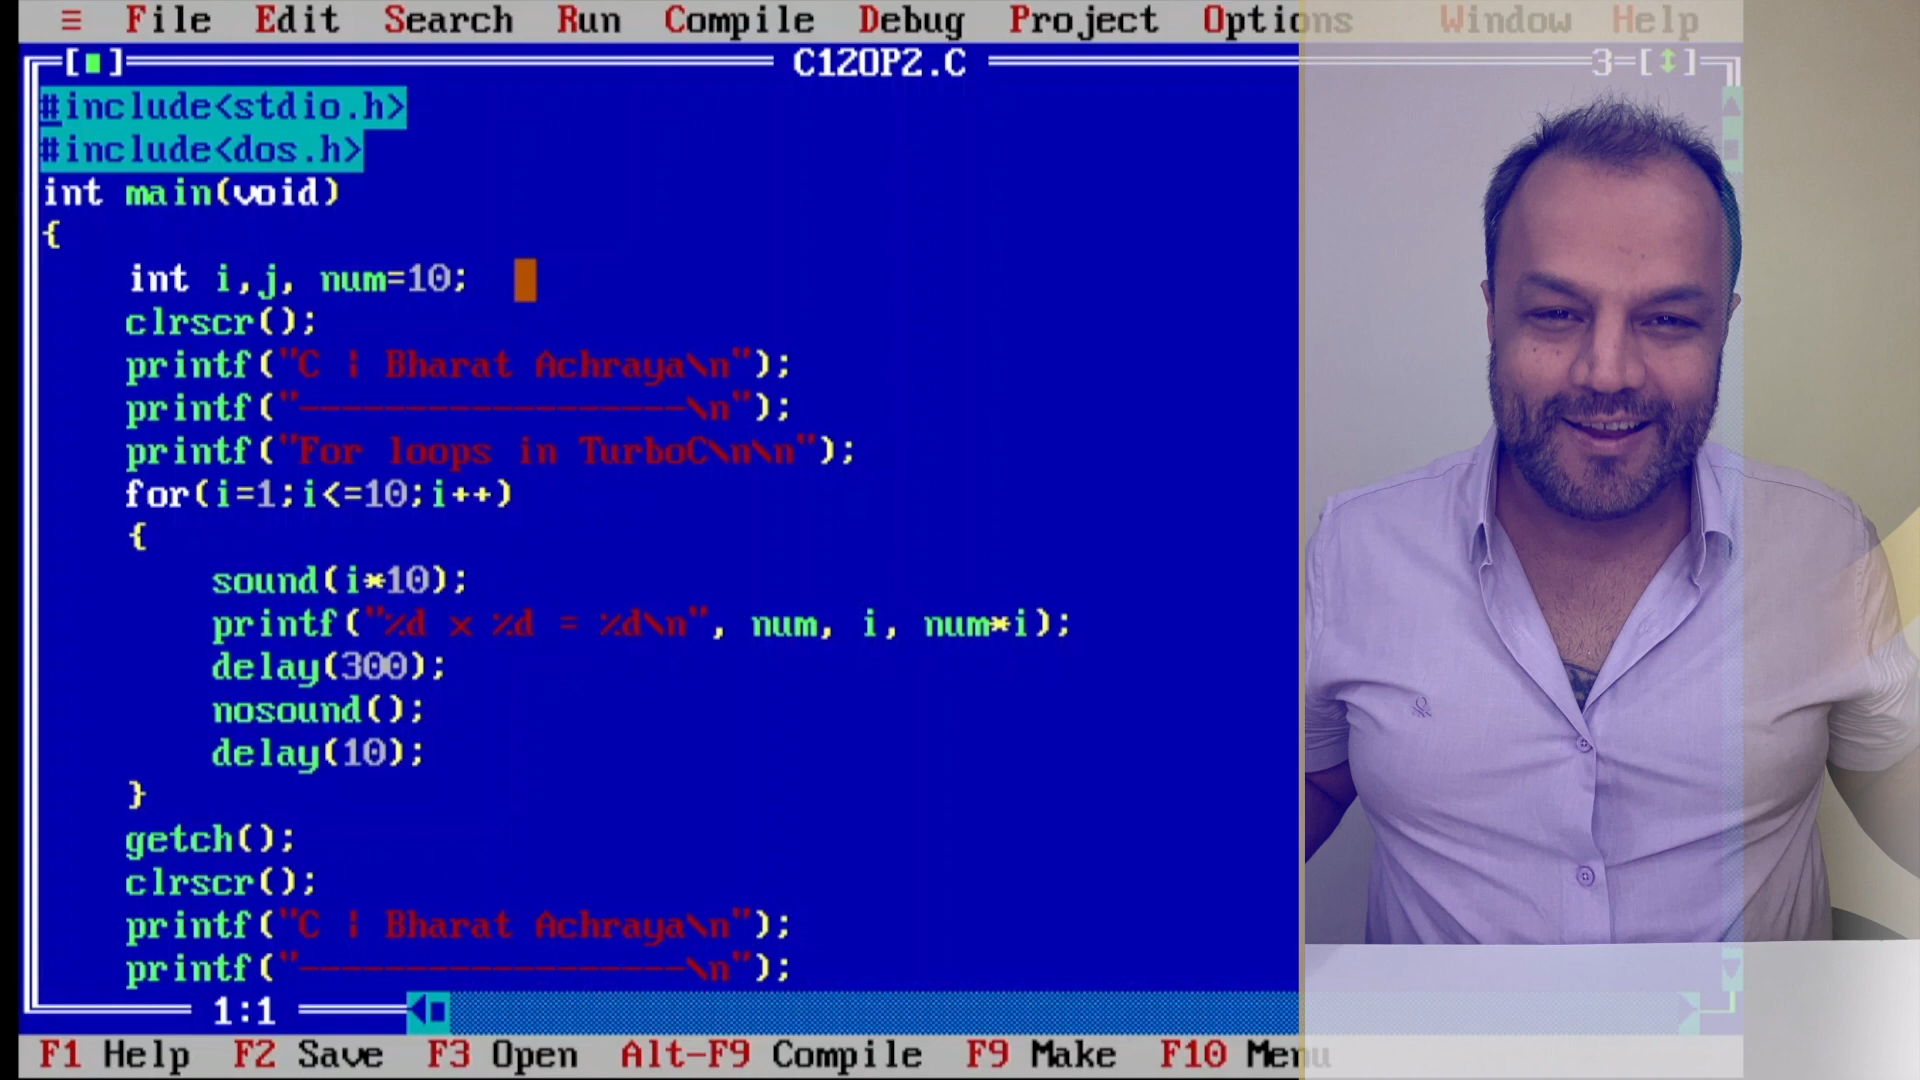 ≡ File Edit Search Run Compile Debug Project Options Window Help
[■] C12OP2.C 3=[↕]
#include<stdio.h>
#include<dos.h>
int main(void)
{
int i,j, num=10;
clrscr();
printf("C | Bharat Achraya\n");
printf("------------------\n");
printf("For loops in TurboC\n\n");
for(i=1;i<=10;i++)
{
sound(i*10);
printf("%d x %d = %d\n", num, i, num*i);
delay(300);
nosound();
delay(10);
}
getch();
clrscr();
printf("C | Bharat Achraya\n");
printf("------------------\n");
1:1
F1 Help F2 Save F3 Open Alt-F9 Compile F9 Make F10 Menu